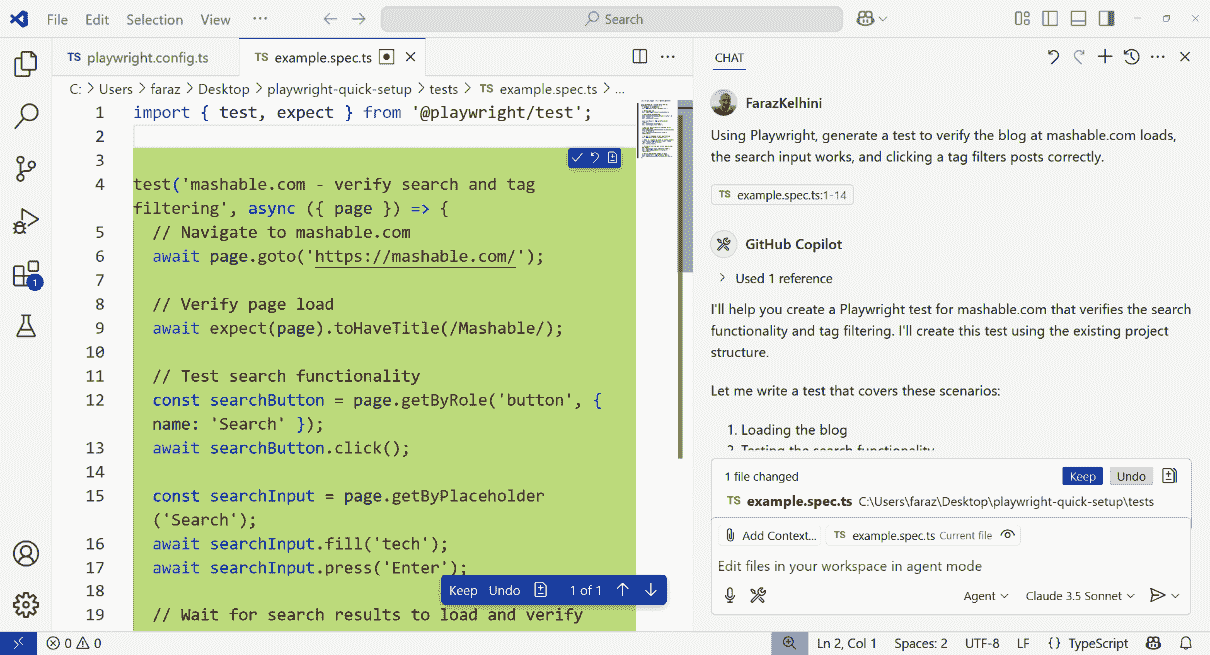 File Edit Selection View ··· Search
TS playwright.config.ts TS example.spec.ts
C: > Users > faraz > Desktop > playwright-quick-setup > tests > TS example.spec.ts > ...
1 import { test, expect } from '@playwright/test';
2
3
4 test('mashable.com - verify search and tag
filtering', async ({ page }) => {
5 // Navigate to mashable.com
6 await page.goto('https://mashable.com/');
7
8 // Verify page load
9 await expect(page).toHaveTitle(/Mashable/);
10
11 // Test search functionality
12 const searchButton = page.getByRole('button', {
name: 'Search' });
13 await searchButton.click();
14
15 const searchInput = page.getByPlaceholder
('Search');
16 await searchInput.fill('tech');
17 await searchInput.press('Enter');
18
19 // Wait for search results to load and verify
Keep Undo 1 of 1
1
CHAT
FarazKelhini
Using Playwright, generate a test to verify the blog at mashable.com loads,
the search input works, and clicking a tag filters posts correctly.
TS example.spec.ts:1-14
GitHub Copilot
> Used 1 reference
I'll help you create a Playwright test for mashable.com that verifies the search
functionality and tag filtering. I'll create this test using the existing project
structure.
Let me write a test that covers these scenarios:
1. Loading the blog
2. Testing the search functionality
1 file changed Keep Undo
TS example.spec.ts C:\Users\faraz\Desktop\playwright-quick-setup\tests
Add Context... TS example.spec.ts Current file
Edit files in your workspace in agent mode
Agent Claude 3.5 Sonnet
0 0 Ln 2, Col 1 Spaces: 2 UTF-8 LF {} TypeScript